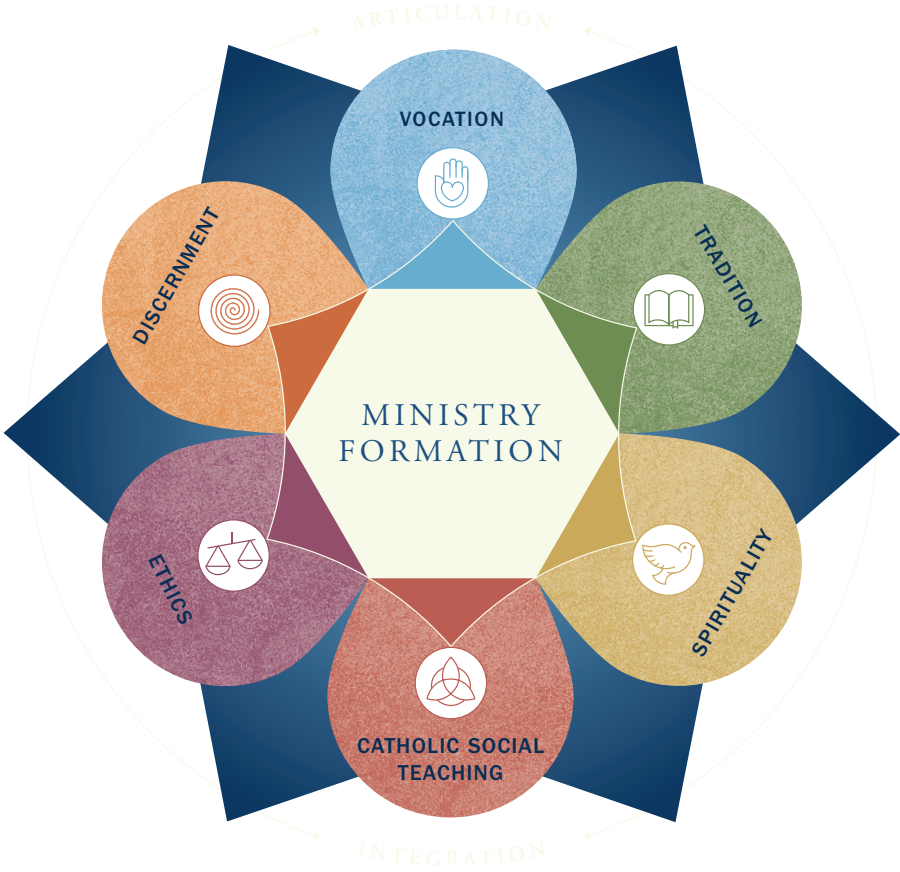 ARTICULATION
VOCATION
TRADITION
SPIRITUALITY
CATHOLIC SOCIAL
TEACHING
ETHICS
DISCERNMENT
MINISTRY
FORMATION
INTEGRATION